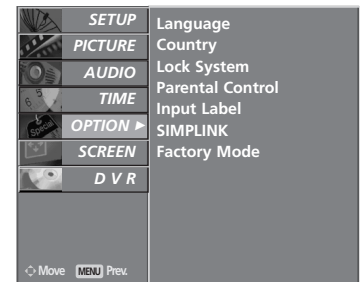 SETUP
PICTURE
AUDIO
TIME
OPTION ►
SCREEN
D V R
Language
Country
Lock System
Parental Control
Input Label
SIMPLINK
Factory Mode
Special
Move MENU Prev.